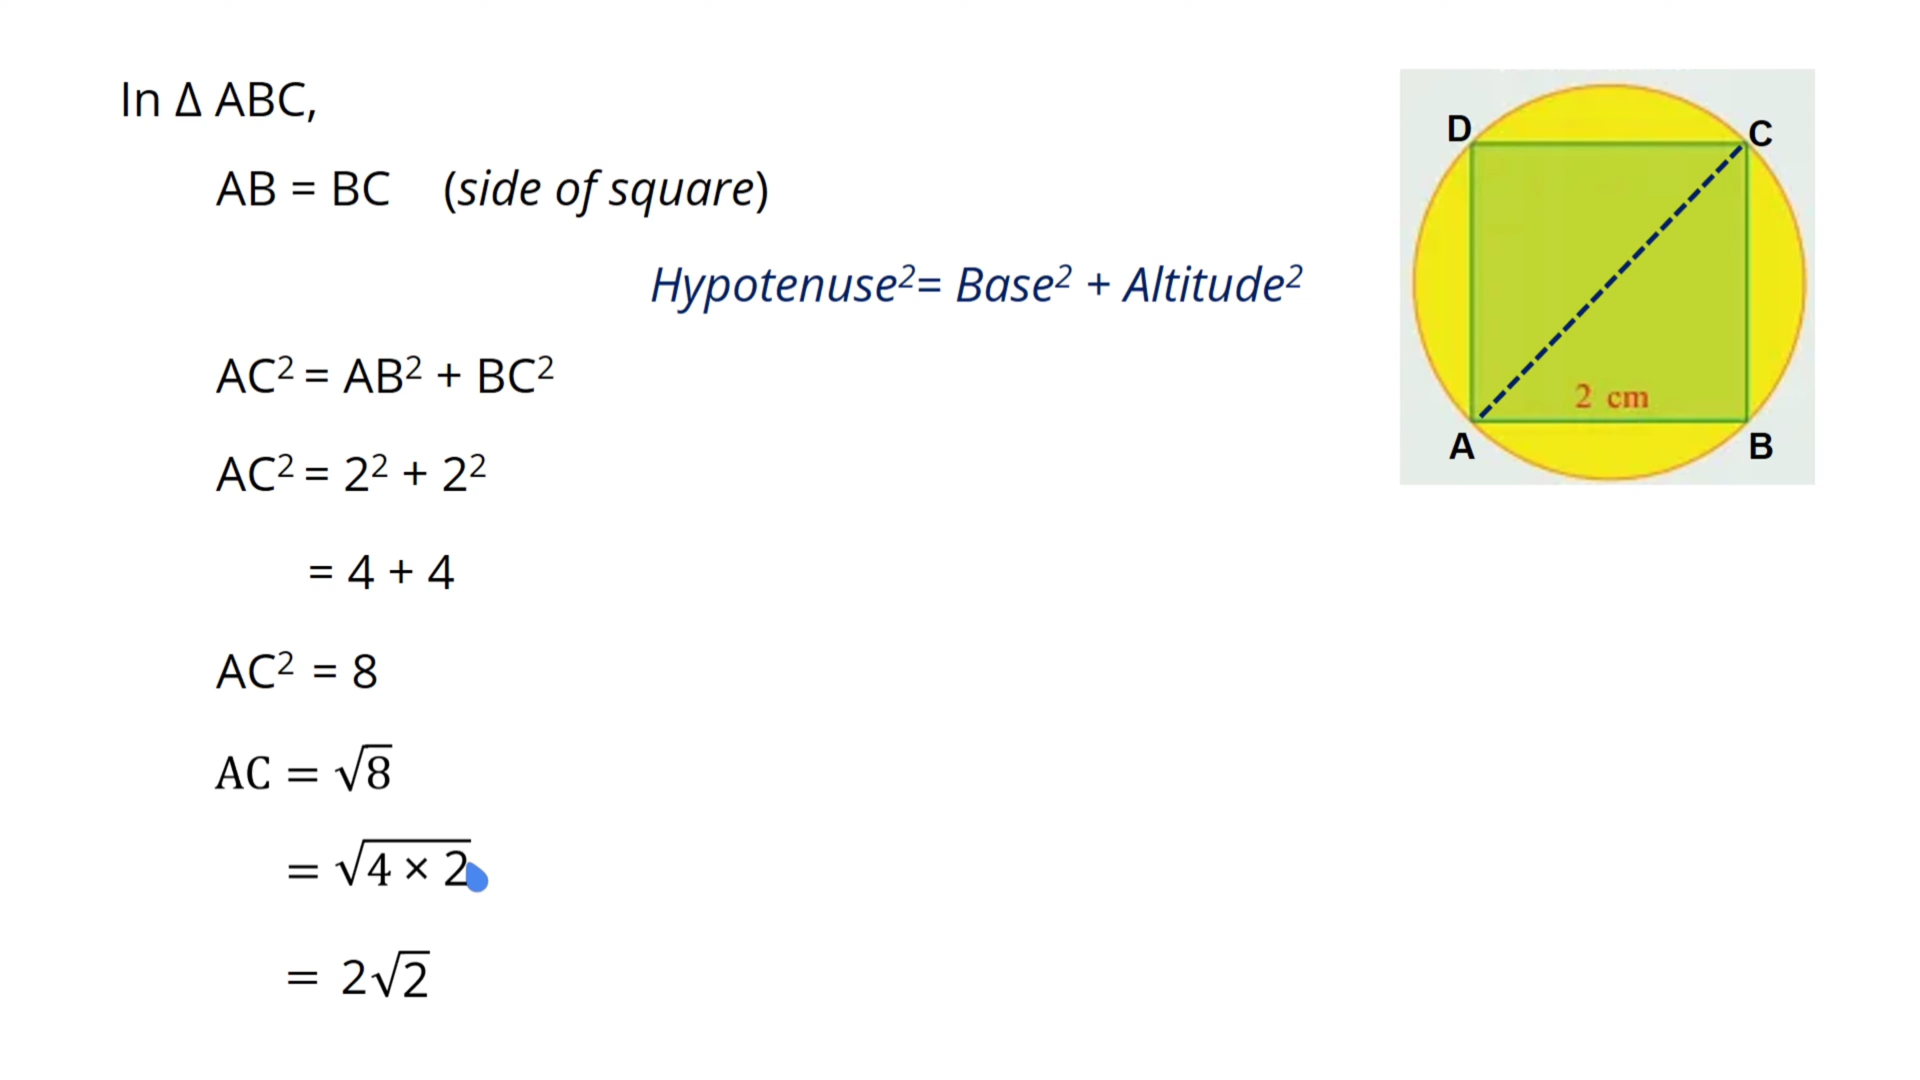 In Δ ABC,
AB = BC (side of square)
Hypotenuse²= Base² + Altitude²
AC² = AB² + BC²
AC² = 2² + 2²
= 4 + 4
AC² = 8
AC = √8
= √4 × 2
= 2√2
D
C
2 cm
A
B